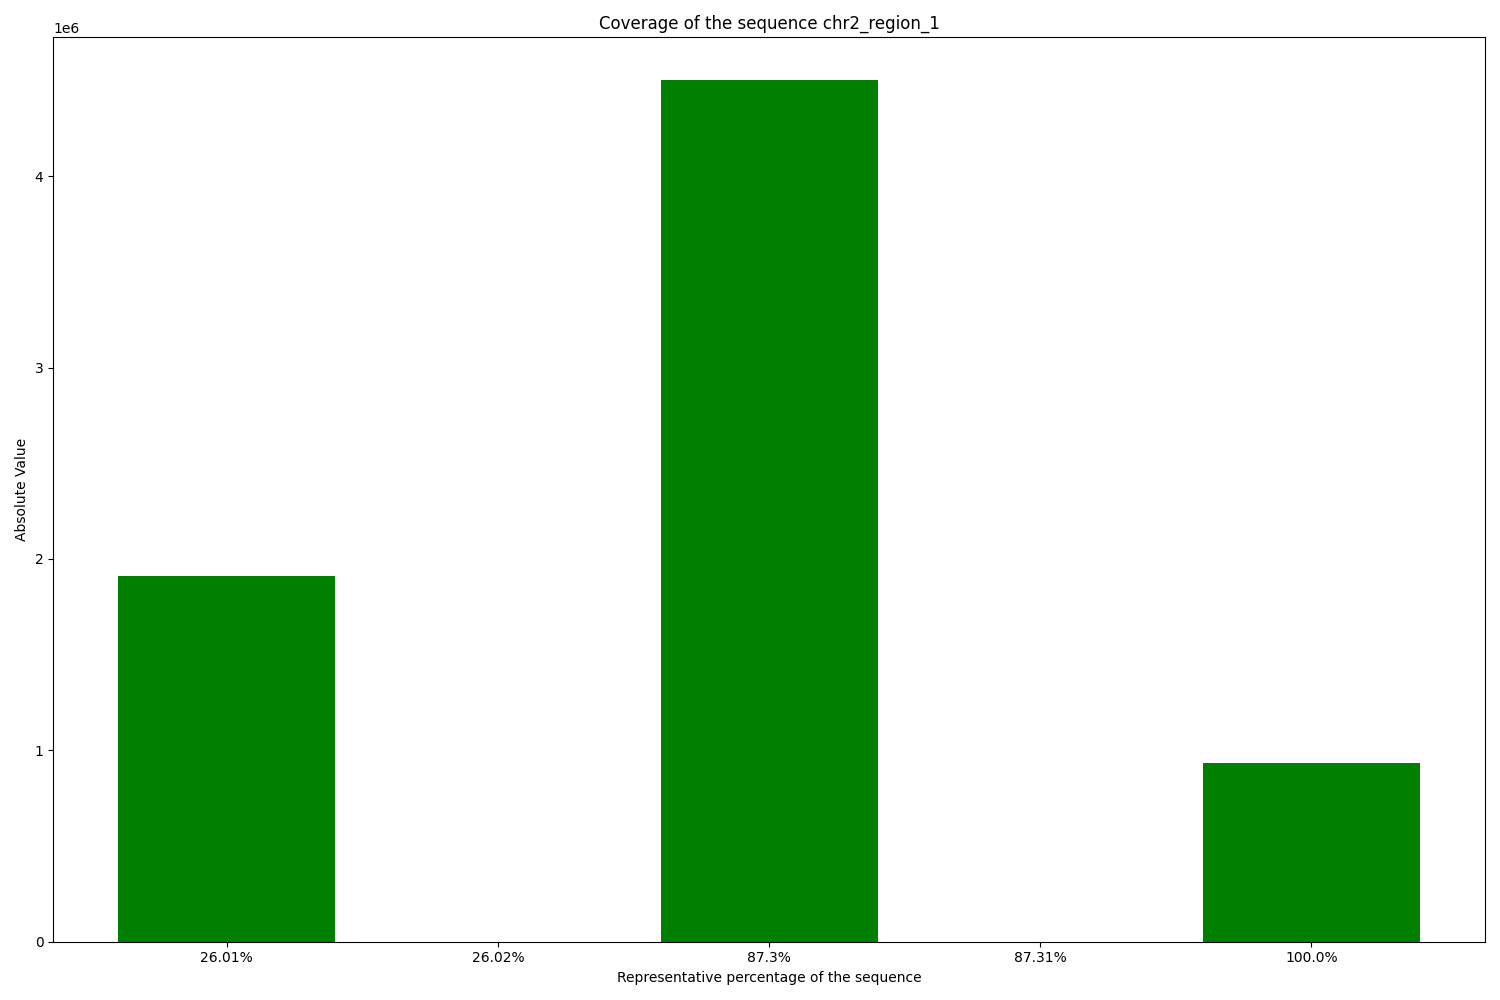 Coverage of the sequence chr2_region_1
1e6
4
3
2
1
0
Absolute Value
26.01% 26.02% 87.3% 87.31% 100.0%
Representative percentage of the sequence